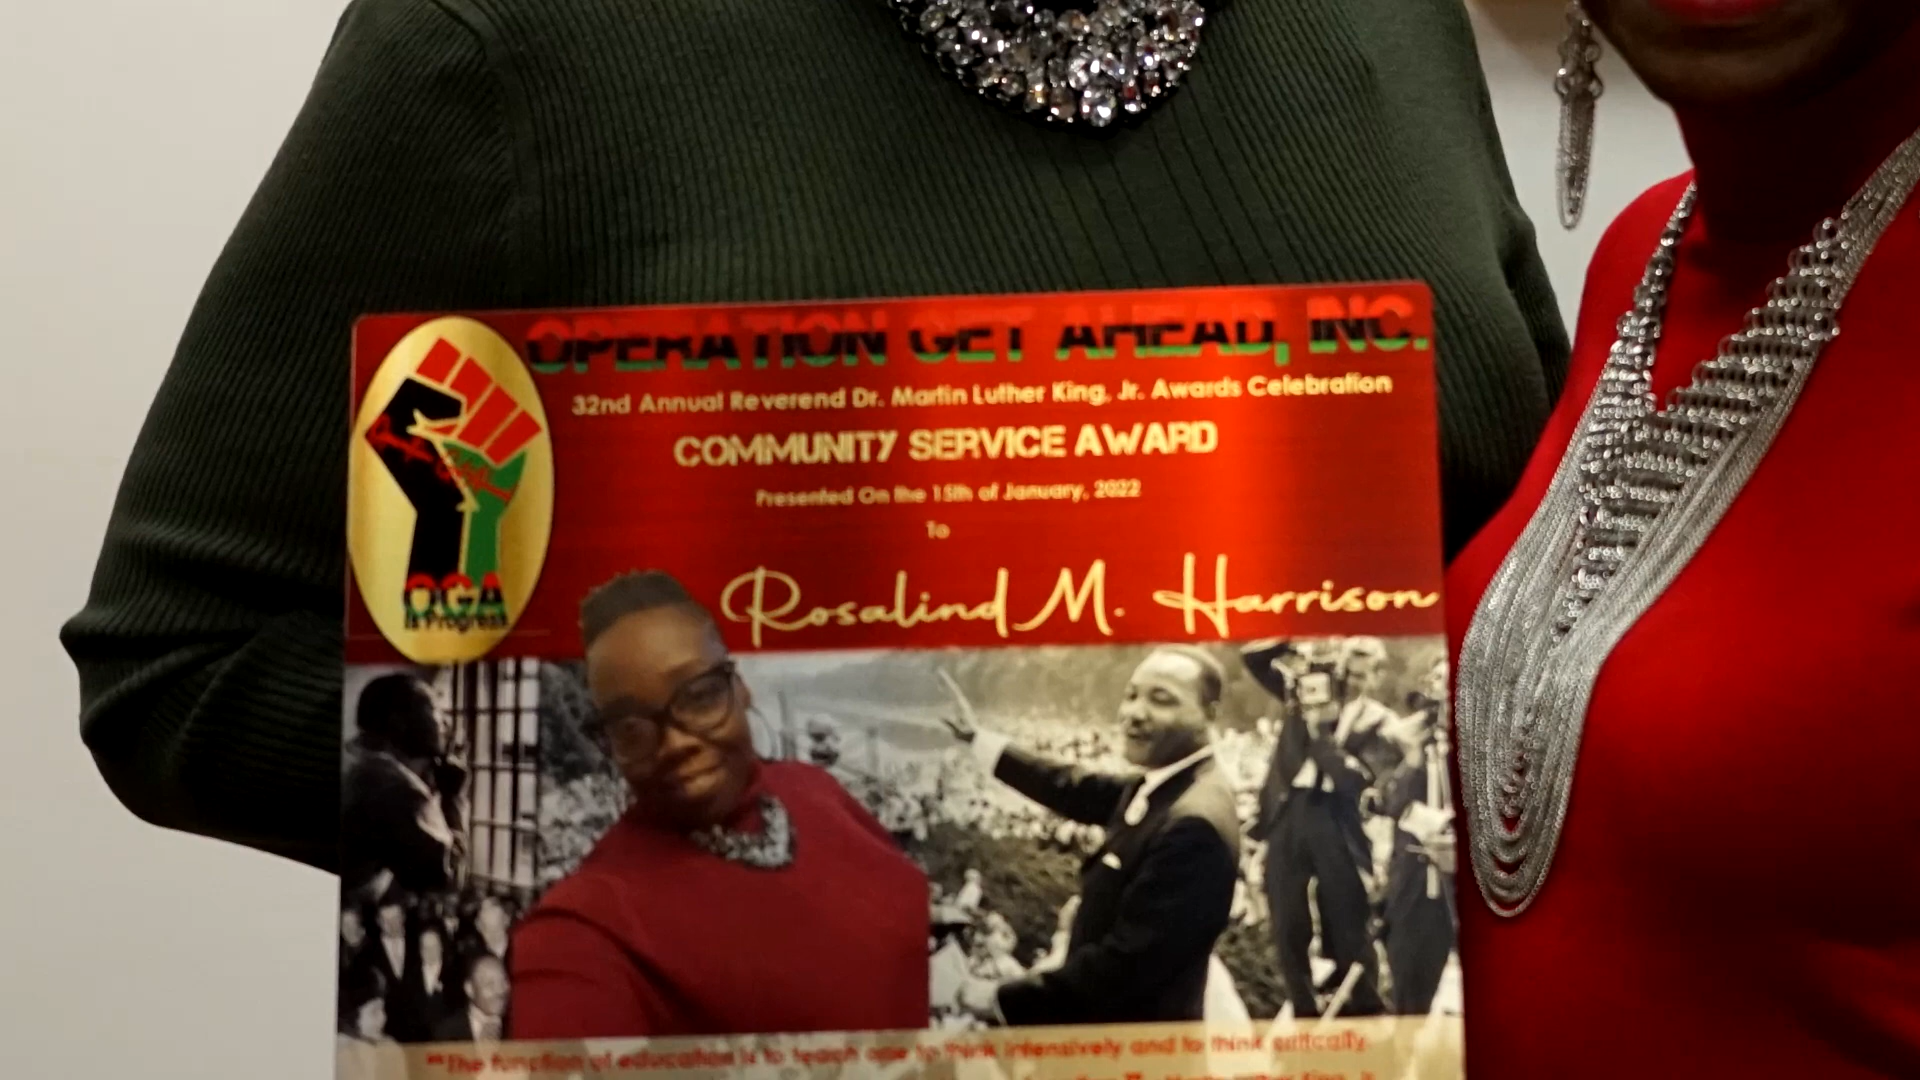 OPERATION GET AHEAD, INC.
32nd Annual Reverend Dr. Martin Luther King, Jr. Awards Celebration
COMMUNITY SERVICE AWARD
Presented On the 15th of January, 2022
To
Rosalind M. Harrison
OGA
is Progress
"The function of education is to teach one to think intensively and to think critically.